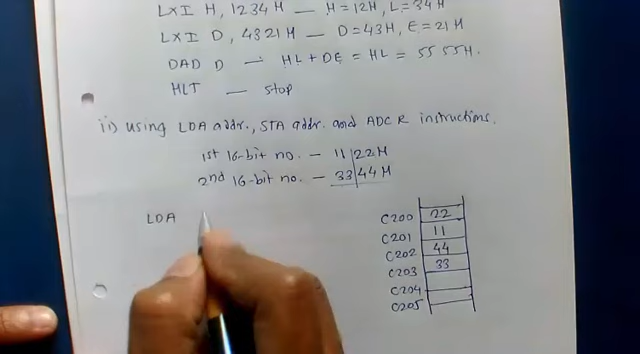 LXI H, 1234 H — H = 12H, L = 34 H
LXI D, 4321 H — D = 43H, E = 21 H
DAD D — HL + DE = HL = 5555H.
HLT — stop
ii) using LDA addr., STA addr. and ADC R instructions.
1st 16-bit no. — 11|22H
2nd 16-bit no. — 33|44 H
LDA
C200 22
C201 11
C202 44
C203 33
C204
C205